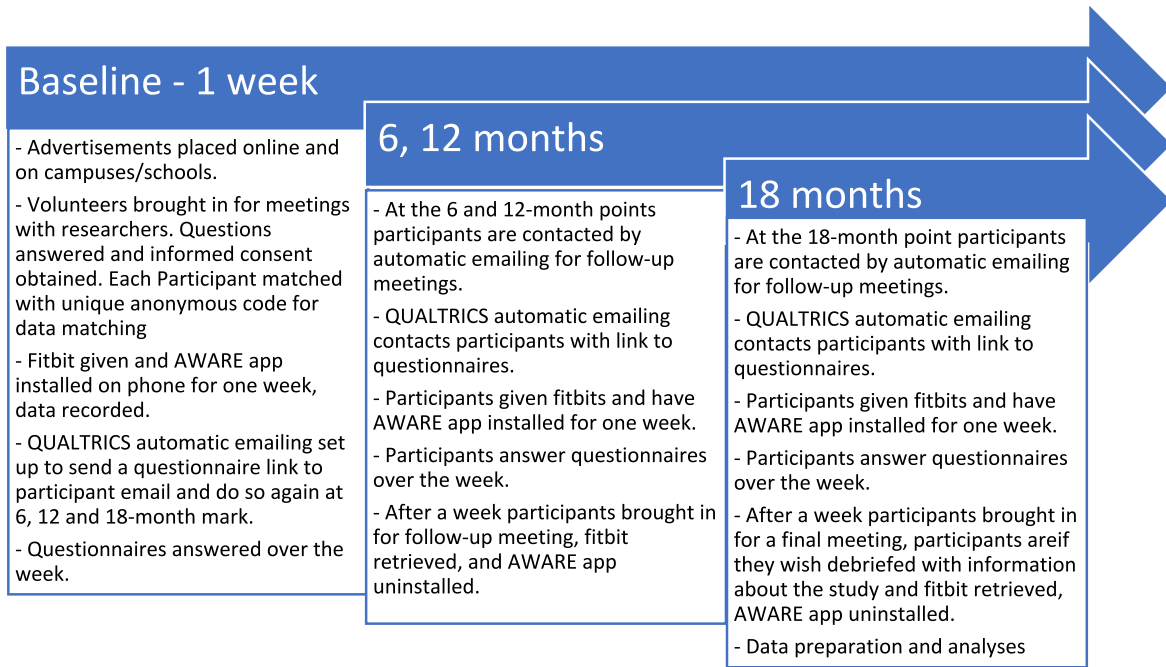 Baseline - 1 week
- Advertisements placed online and
on campuses/schools.
- Volunteers brought in for meetings
with researchers. Questions
answered and informed consent
obtained. Each Participant matched
with unique anonymous code for
data matching
- Fitbit given and AWARE app
installed on phone for one week,
data recorded.
- QUALTRICS automatic emailing set
up to send a questionnaire link to
participant email and do so again at
6, 12 and 18-month mark.
- Questionnaires answered over the
week.
6, 12 months
- At the 6 and 12-month points
participants are contacted by
automatic emailing for follow-up
meetings.
- QUALTRICS automatic emailing
contacts participants with link to
questionnaires.
- Participants given fitbits and have
AWARE app installed for one week.
- Participants answer questionnaires
over the week.
- After a week participants brought in
for follow-up meeting, fitbit
retrieved, and AWARE app
uninstalled.
18 months
- At the 18-month point participants
are contacted by automatic emailing
for follow-up meetings.
- QUALTRICS automatic emailing
contacts participants with link to
questionnaires.
- Participants given fitbits and have
AWARE app installed for one week.
- Participants answer questionnaires
over the week.
- After a week participants brought in
for a final meeting, participants areif
they wish debriefed with information
about the study and fitbit retrieved,
AWARE app uninstalled.
- Data preparation and analyses